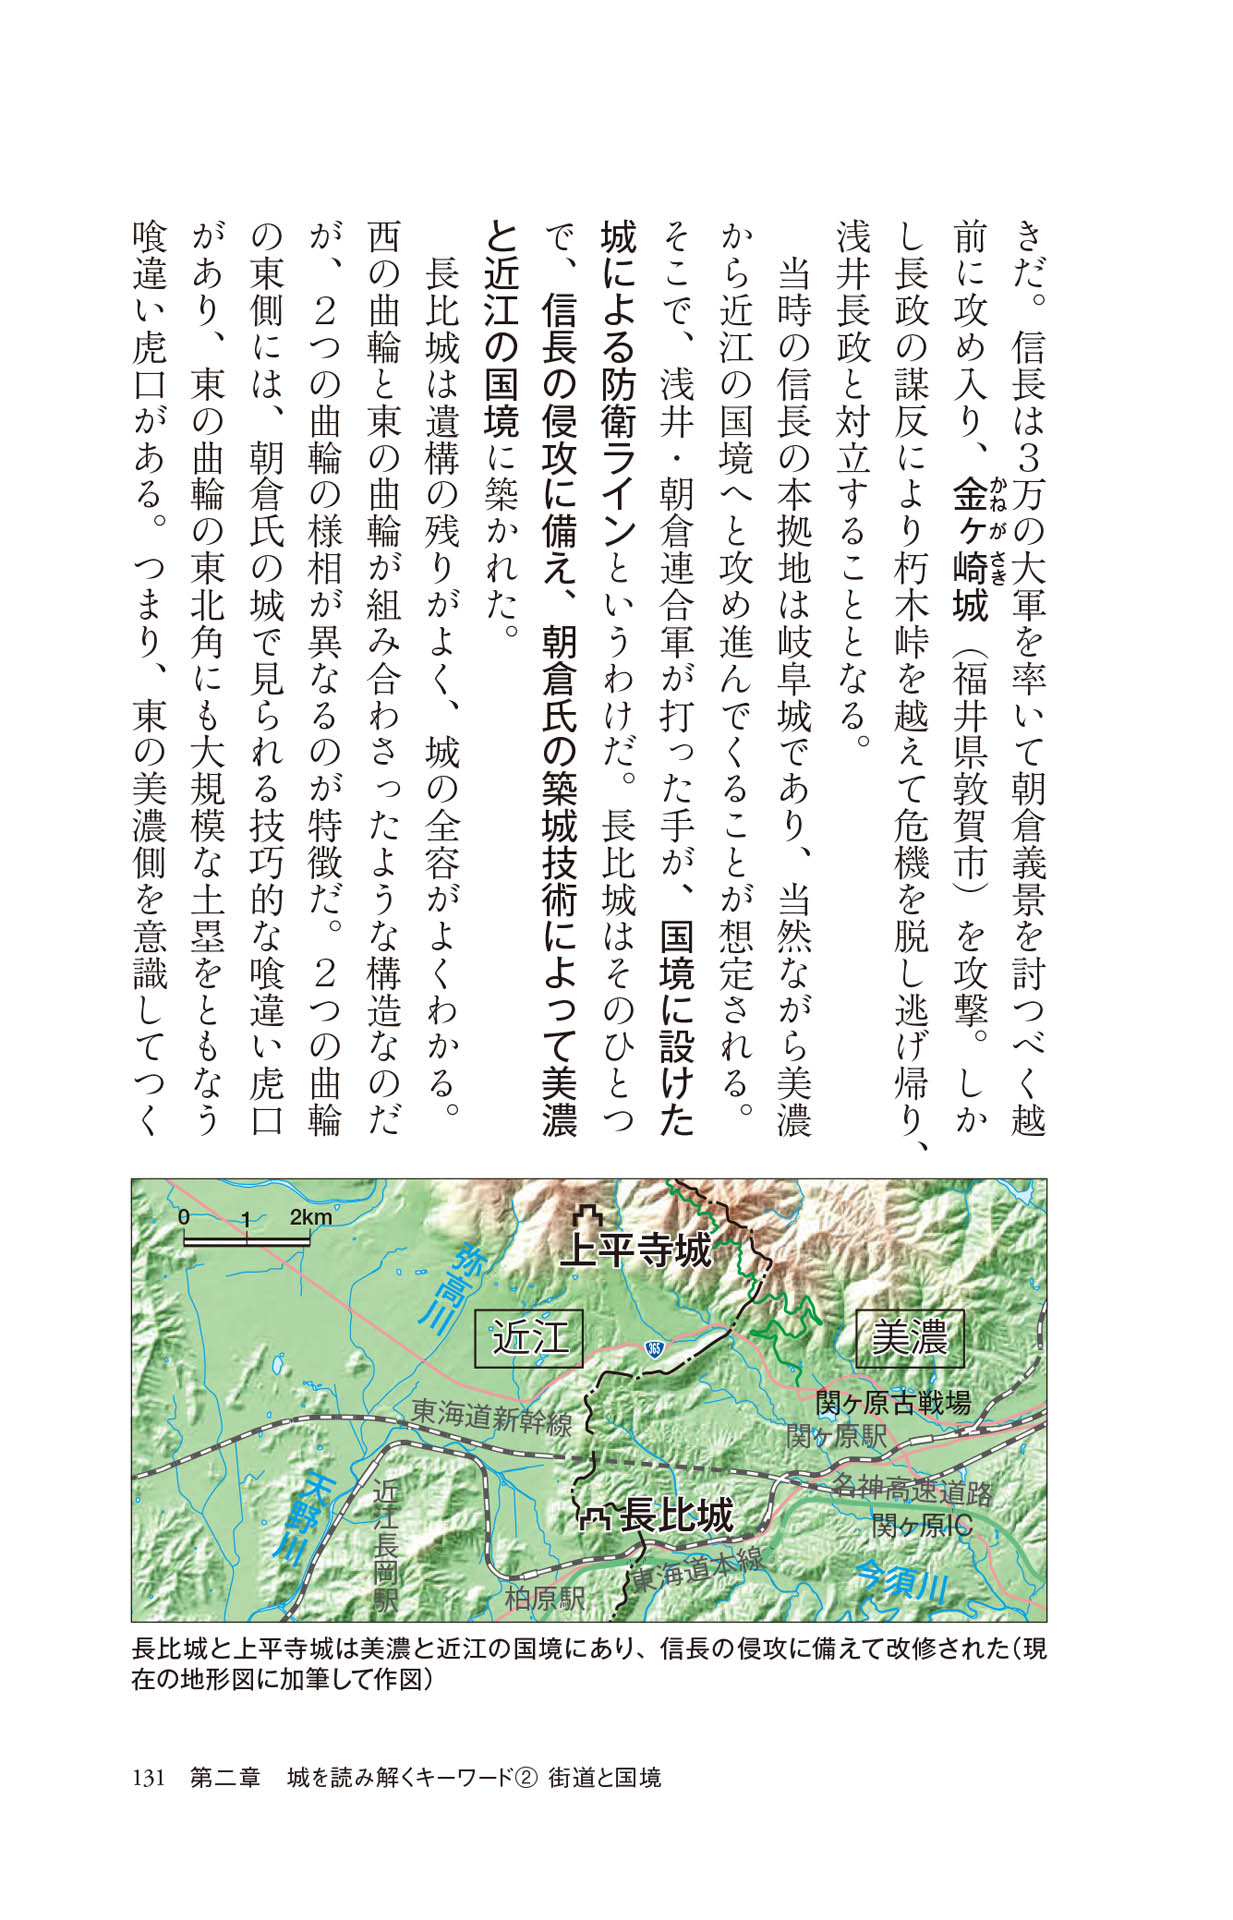 きだ。信長は３万の大軍を率いて朝倉義景を討つべく越
前に攻め入り、金ヶ崎城（福井県敦賀市）を攻撃。しか
かねがさき
し長政の謀反により朽木峠を越えて危機を脱し逃げ帰り、
浅井長政と対立することとなる。
当時の信長の本拠地は岐阜城であり、当然ながら美濃
から近江の国境へと攻め進んでくることが想定される。
そこで、浅井・朝倉連合軍が打った手が、国境に設けた
城による防衛ラインというわけだ。長比城はそのひとつ
で、信長の侵攻に備え、朝倉氏の築城技術によって美濃
と近江の国境に築かれた。
長比城は遺構の残りがよく、城の全容がよくわかる。
西の曲輪と東の曲輪が組み合わさったような構造なのだ
が、２つの曲輪の様相が異なるのが特徴だ。２つの曲輪
の東側には、朝倉氏の城で見られる技巧的な喰違い虎口
があり、東の曲輪の東北角にも大規模な土塁をともなう
喰違い虎口がある。つまり、東の美濃側を意識してつく
0 1 2km
上平寺城
弥高川
近江
365
美濃
関ヶ原古戦場
東海道新幹線
関ヶ原駅
名神高速道路
天野川
近江長岡駅
長比城
関ヶ原IC
東海道本線
今須川
柏原駅
長比城と上平寺城は美濃と近江の国境にあり、信長の侵攻に備えて改修された（現
在の地形図に加筆して作図）
131 第二章 城を読み解くキーワード② 街道と国境